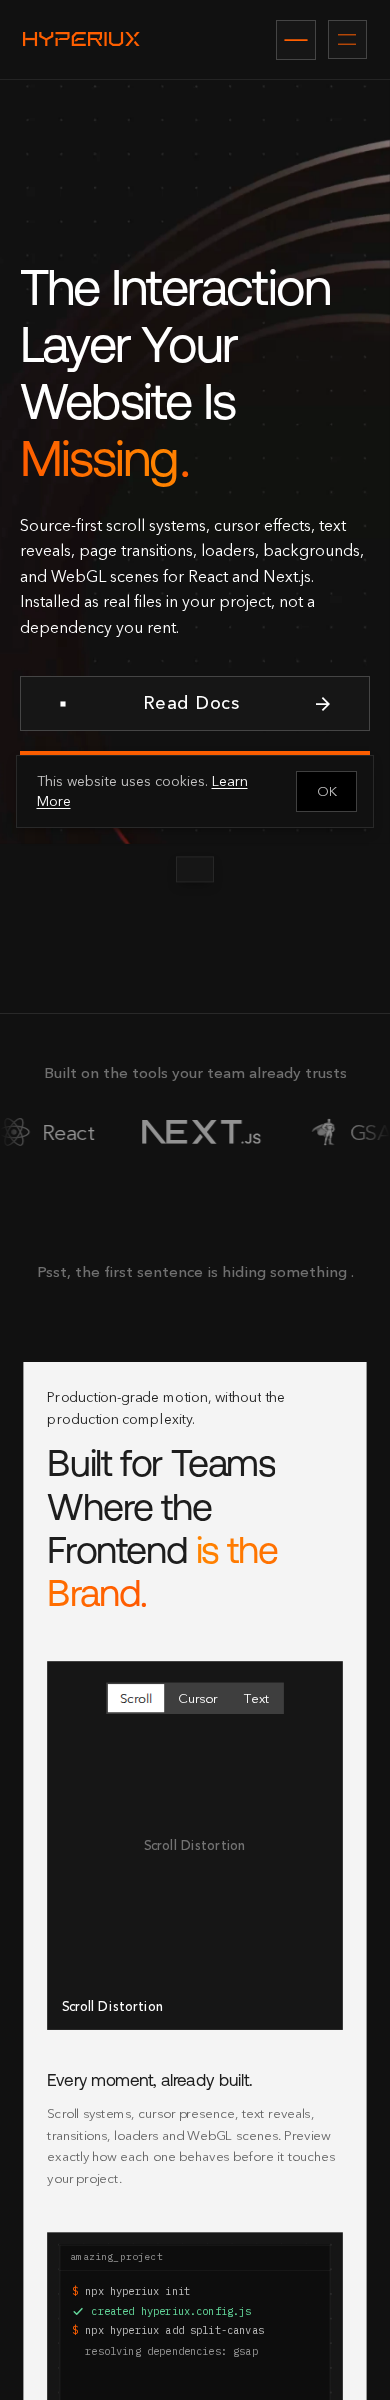 HYPERIUX
The Interaction
Layer Your
Website Is
Missing.
Source-first scroll systems, cursor effects, text
reveals, page transitions, loaders, backgrounds,
and WebGL scenes for React and Next.js.
Installed as real files in your project, not a
dependency you rent.
Read Docs
This website uses cookies. Learn
More
OK
Built on the tools your team already trusts
React
NEXT.JS
GSA
Psst, the first sentence is hiding something .
Production-grade motion, without the
production complexity.
Built for Teams
Where the
Frontend is the
Brand.
Scroll Cursor Text
Scroll Distortion
Scroll Distortion
Every moment, already built.
Scroll systems, cursor presence, text reveals,
transitions, loaders and WebGL scenes. Preview
exactly how each one behaves before it touches
your project.
amazing_project
$ npx hyperiux init
✓ created hyperiux.config.js
$ npx hyperiux add split-canvas
resolving dependencies: gsap